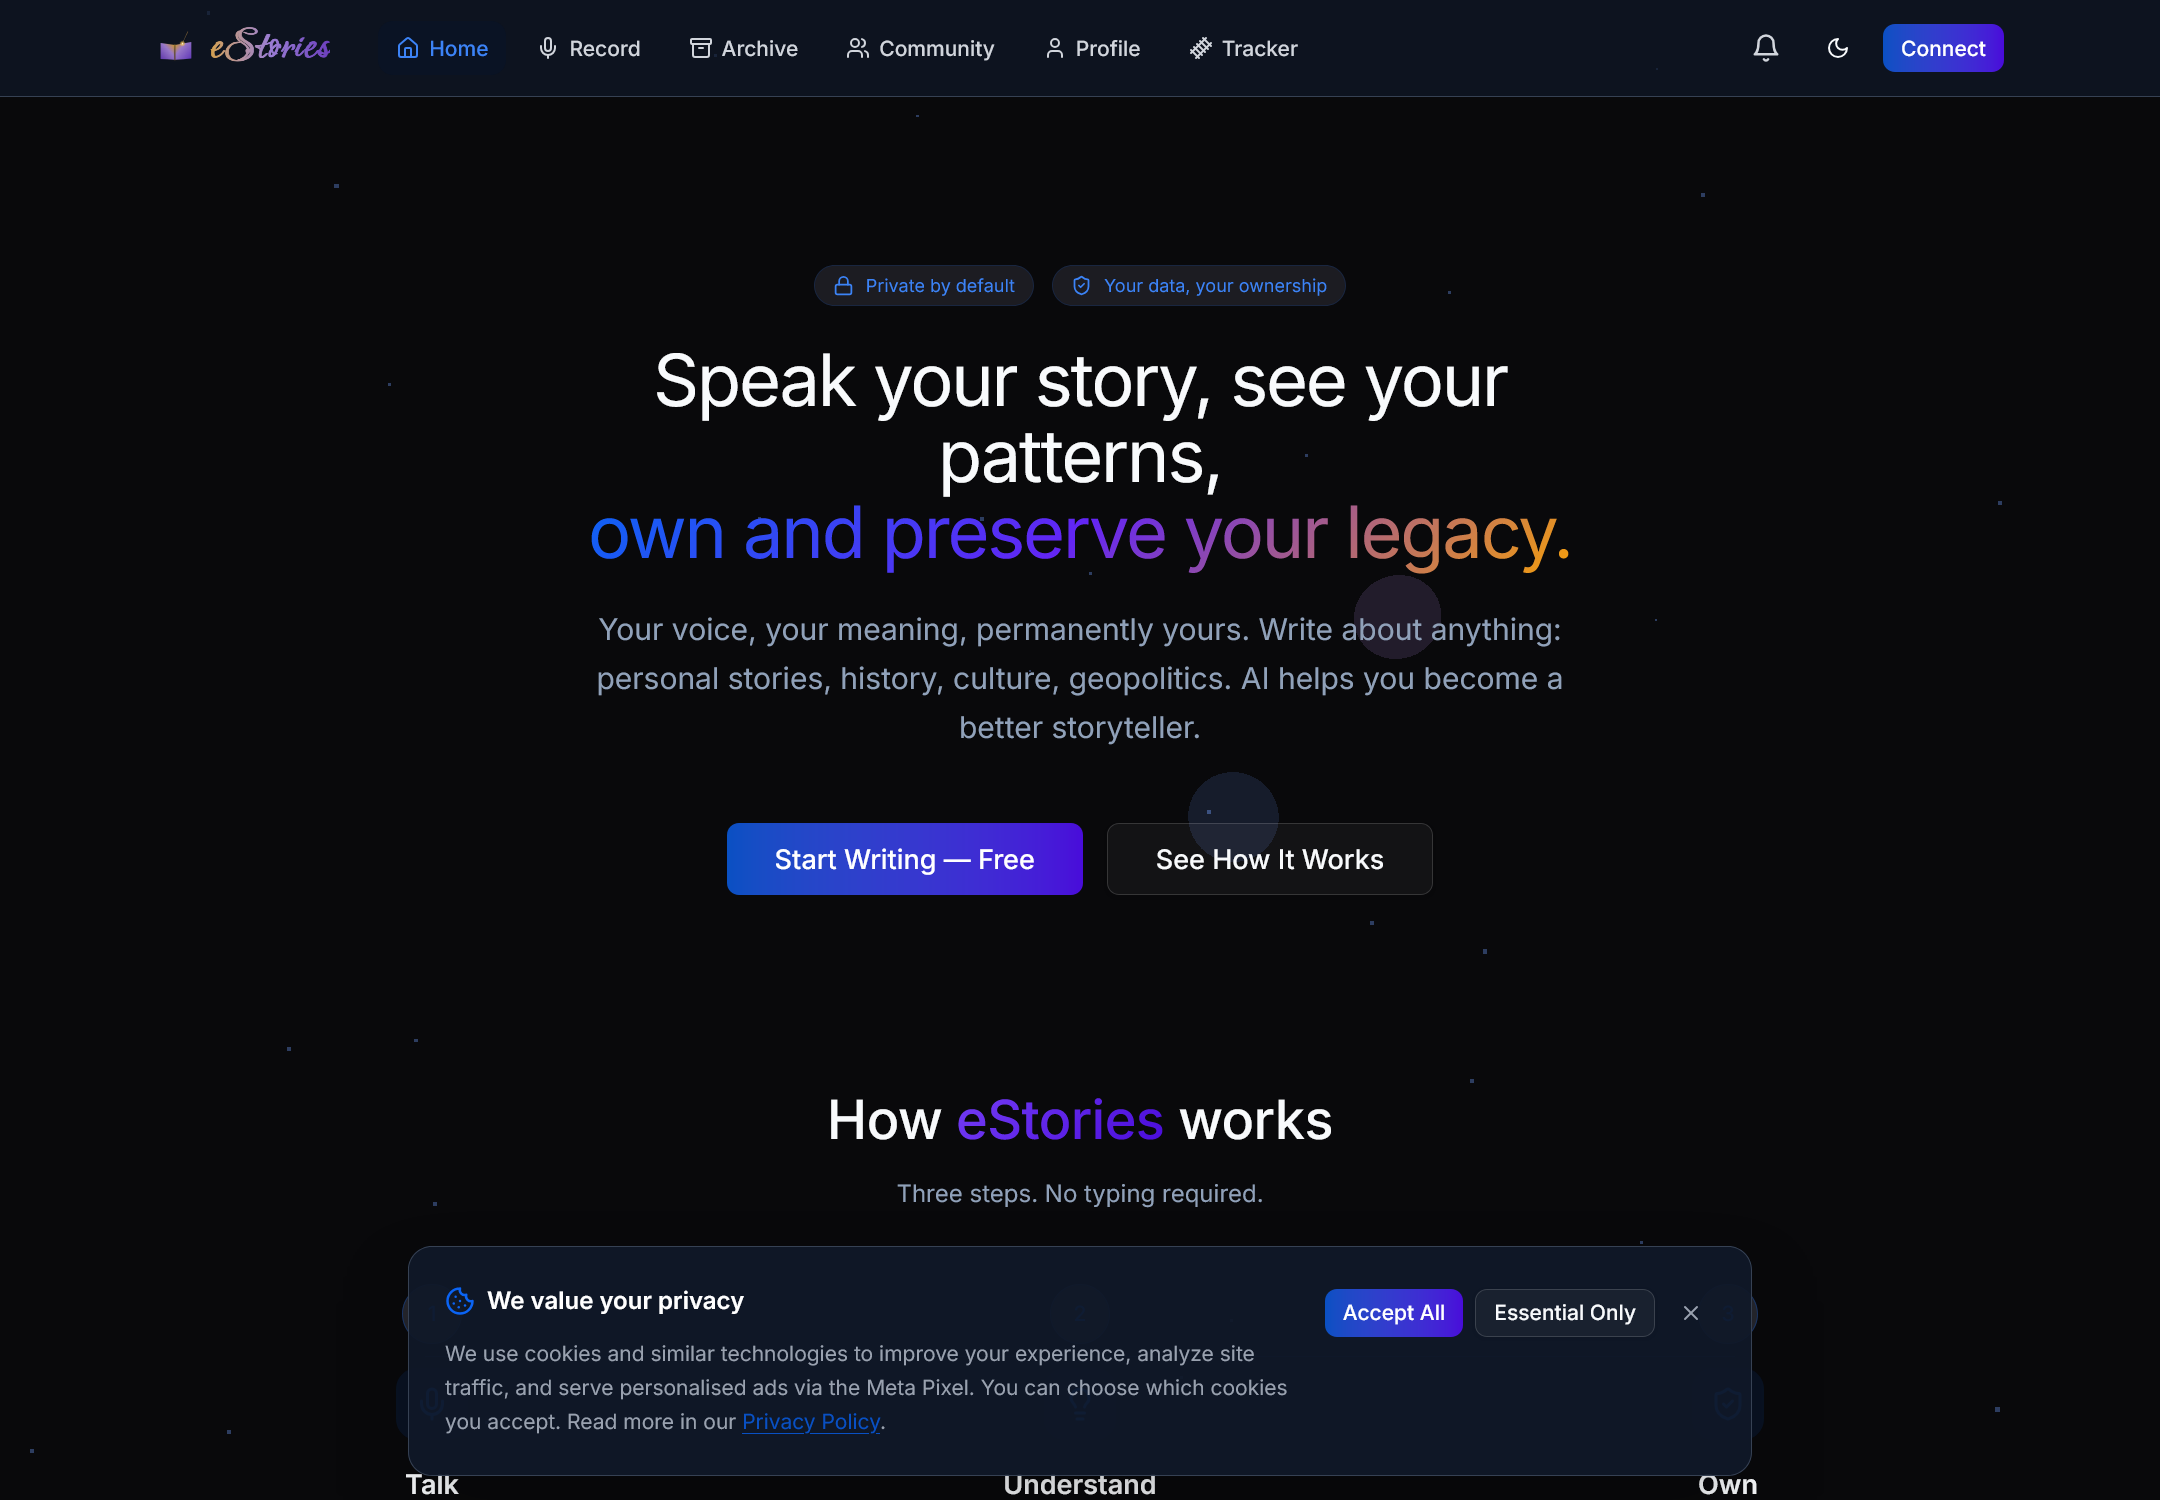 eStories
Home
Record
Archive
Community
Profile
Tracker
Connect
Private by default
Your data, your ownership
Speak your story, see your
patterns,
own and preserve your legacy.
Your voice, your meaning, permanently yours. Write about anything:
personal stories, history, culture, geopolitics. AI helps you become a
better storyteller.
Start Writing — Free
See How It Works
How eStories works
Three steps. No typing required.
We value your privacy
We use cookies and similar technologies to improve your experience, analyze site
traffic, and serve personalised ads via the Meta Pixel. You can choose which cookies
you accept. Read more in our Privacy Policy.
Accept All
Essential Only
Talk
Understand
Own